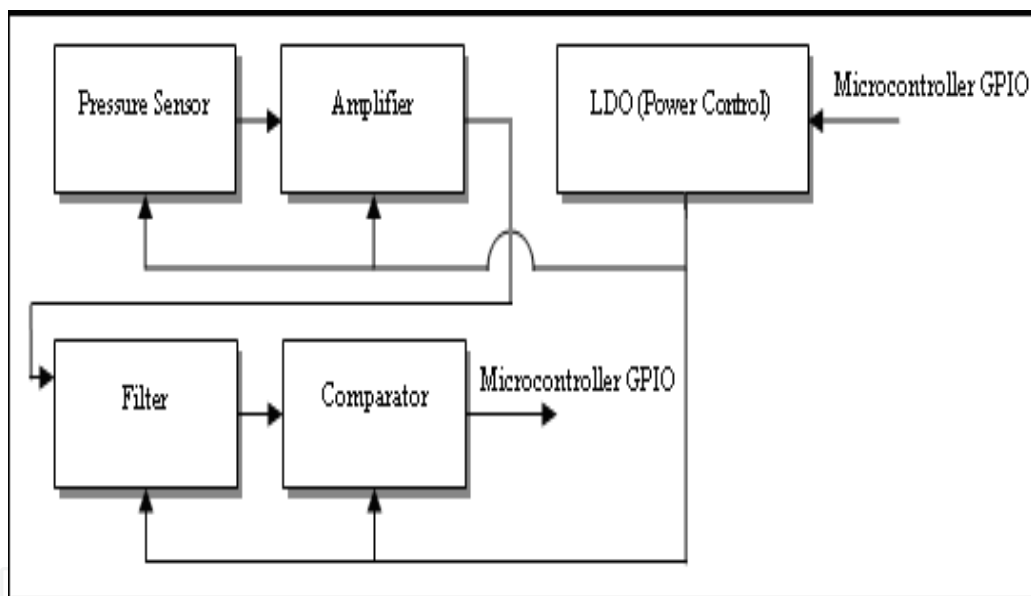 Pressure Sensor
Amplifier
LDO (Power Control)
Microcontroller GPIO
Filter
Comparator
Microcontroller GPIO